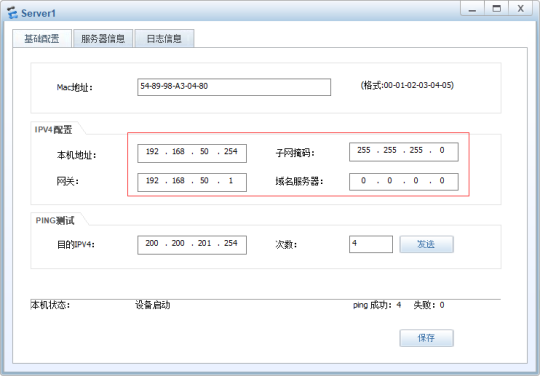 Server1
基础配置 服务器信息 日志信息
Mac地址: 54-89-98-A3-04-80 (格式:00-01-02-03-04-05)
IPV4配置
本机地址: 192 . 168 . 50 . 254 子网掩码: 255 . 255 . 255 . 0
网关: 192 . 168 . 50 . 1 域名服务器: 0 . 0 . 0 . 0
PING测试
目的IPV4: 200 . 200 . 201 . 254 次数: 4 发送
本机状态: 设备启动 ping 成功: 4 失败: 0
保存